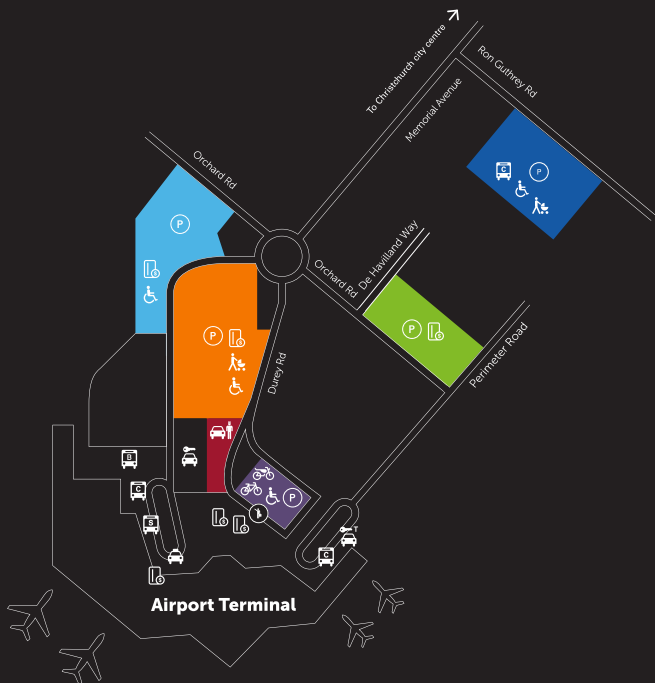 To Christchurch city centre
Ron Guthrey Rd
Memorial Avenue
Orchard Rd
C
P
P
De Havilland Way
Orchard Rd
P
P
Perimeter Road
Durey Rd
B
C
P
S
T
C
Airport Terminal